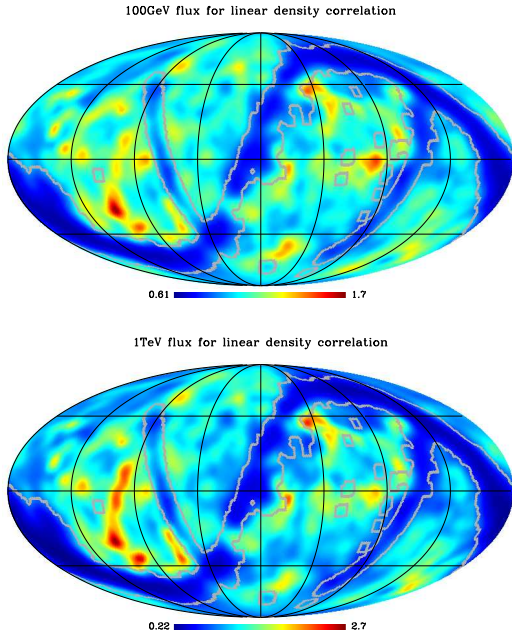 100GeV flux for linear density correlation
0.61 1.7
1TeV flux for linear density correlation
0.22 2.7